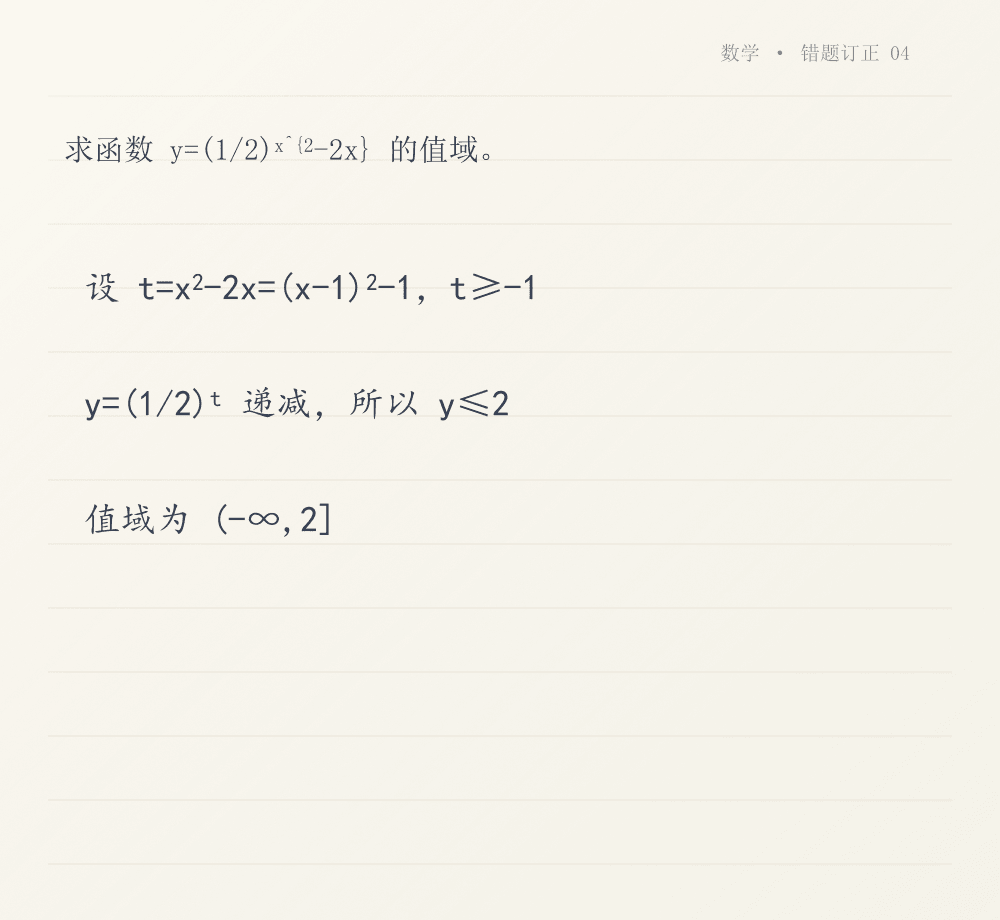 数学 · 错题订正 04
求函数 y=(1/2)^{x^{2-2x}} 的值域。
设 t=x²-2x=(x-1)²-1, t≥-1
y=(1/2)ᵗ 递减, 所以 y≤2
值域为 (-∞,2]